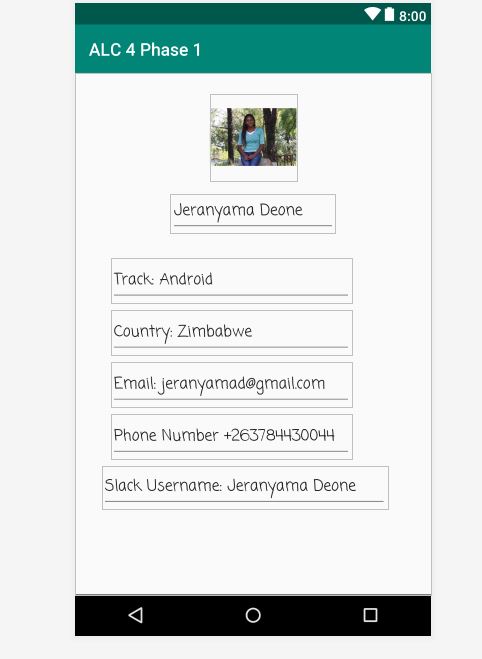 8:00
ALC 4 Phase 1
Jeranyama Deone
Track: Android
Country: Zimbabwe
Email: jeranyamad@gmail.com
Phone Number +263784430044
Slack Username: Jeranyama Deone